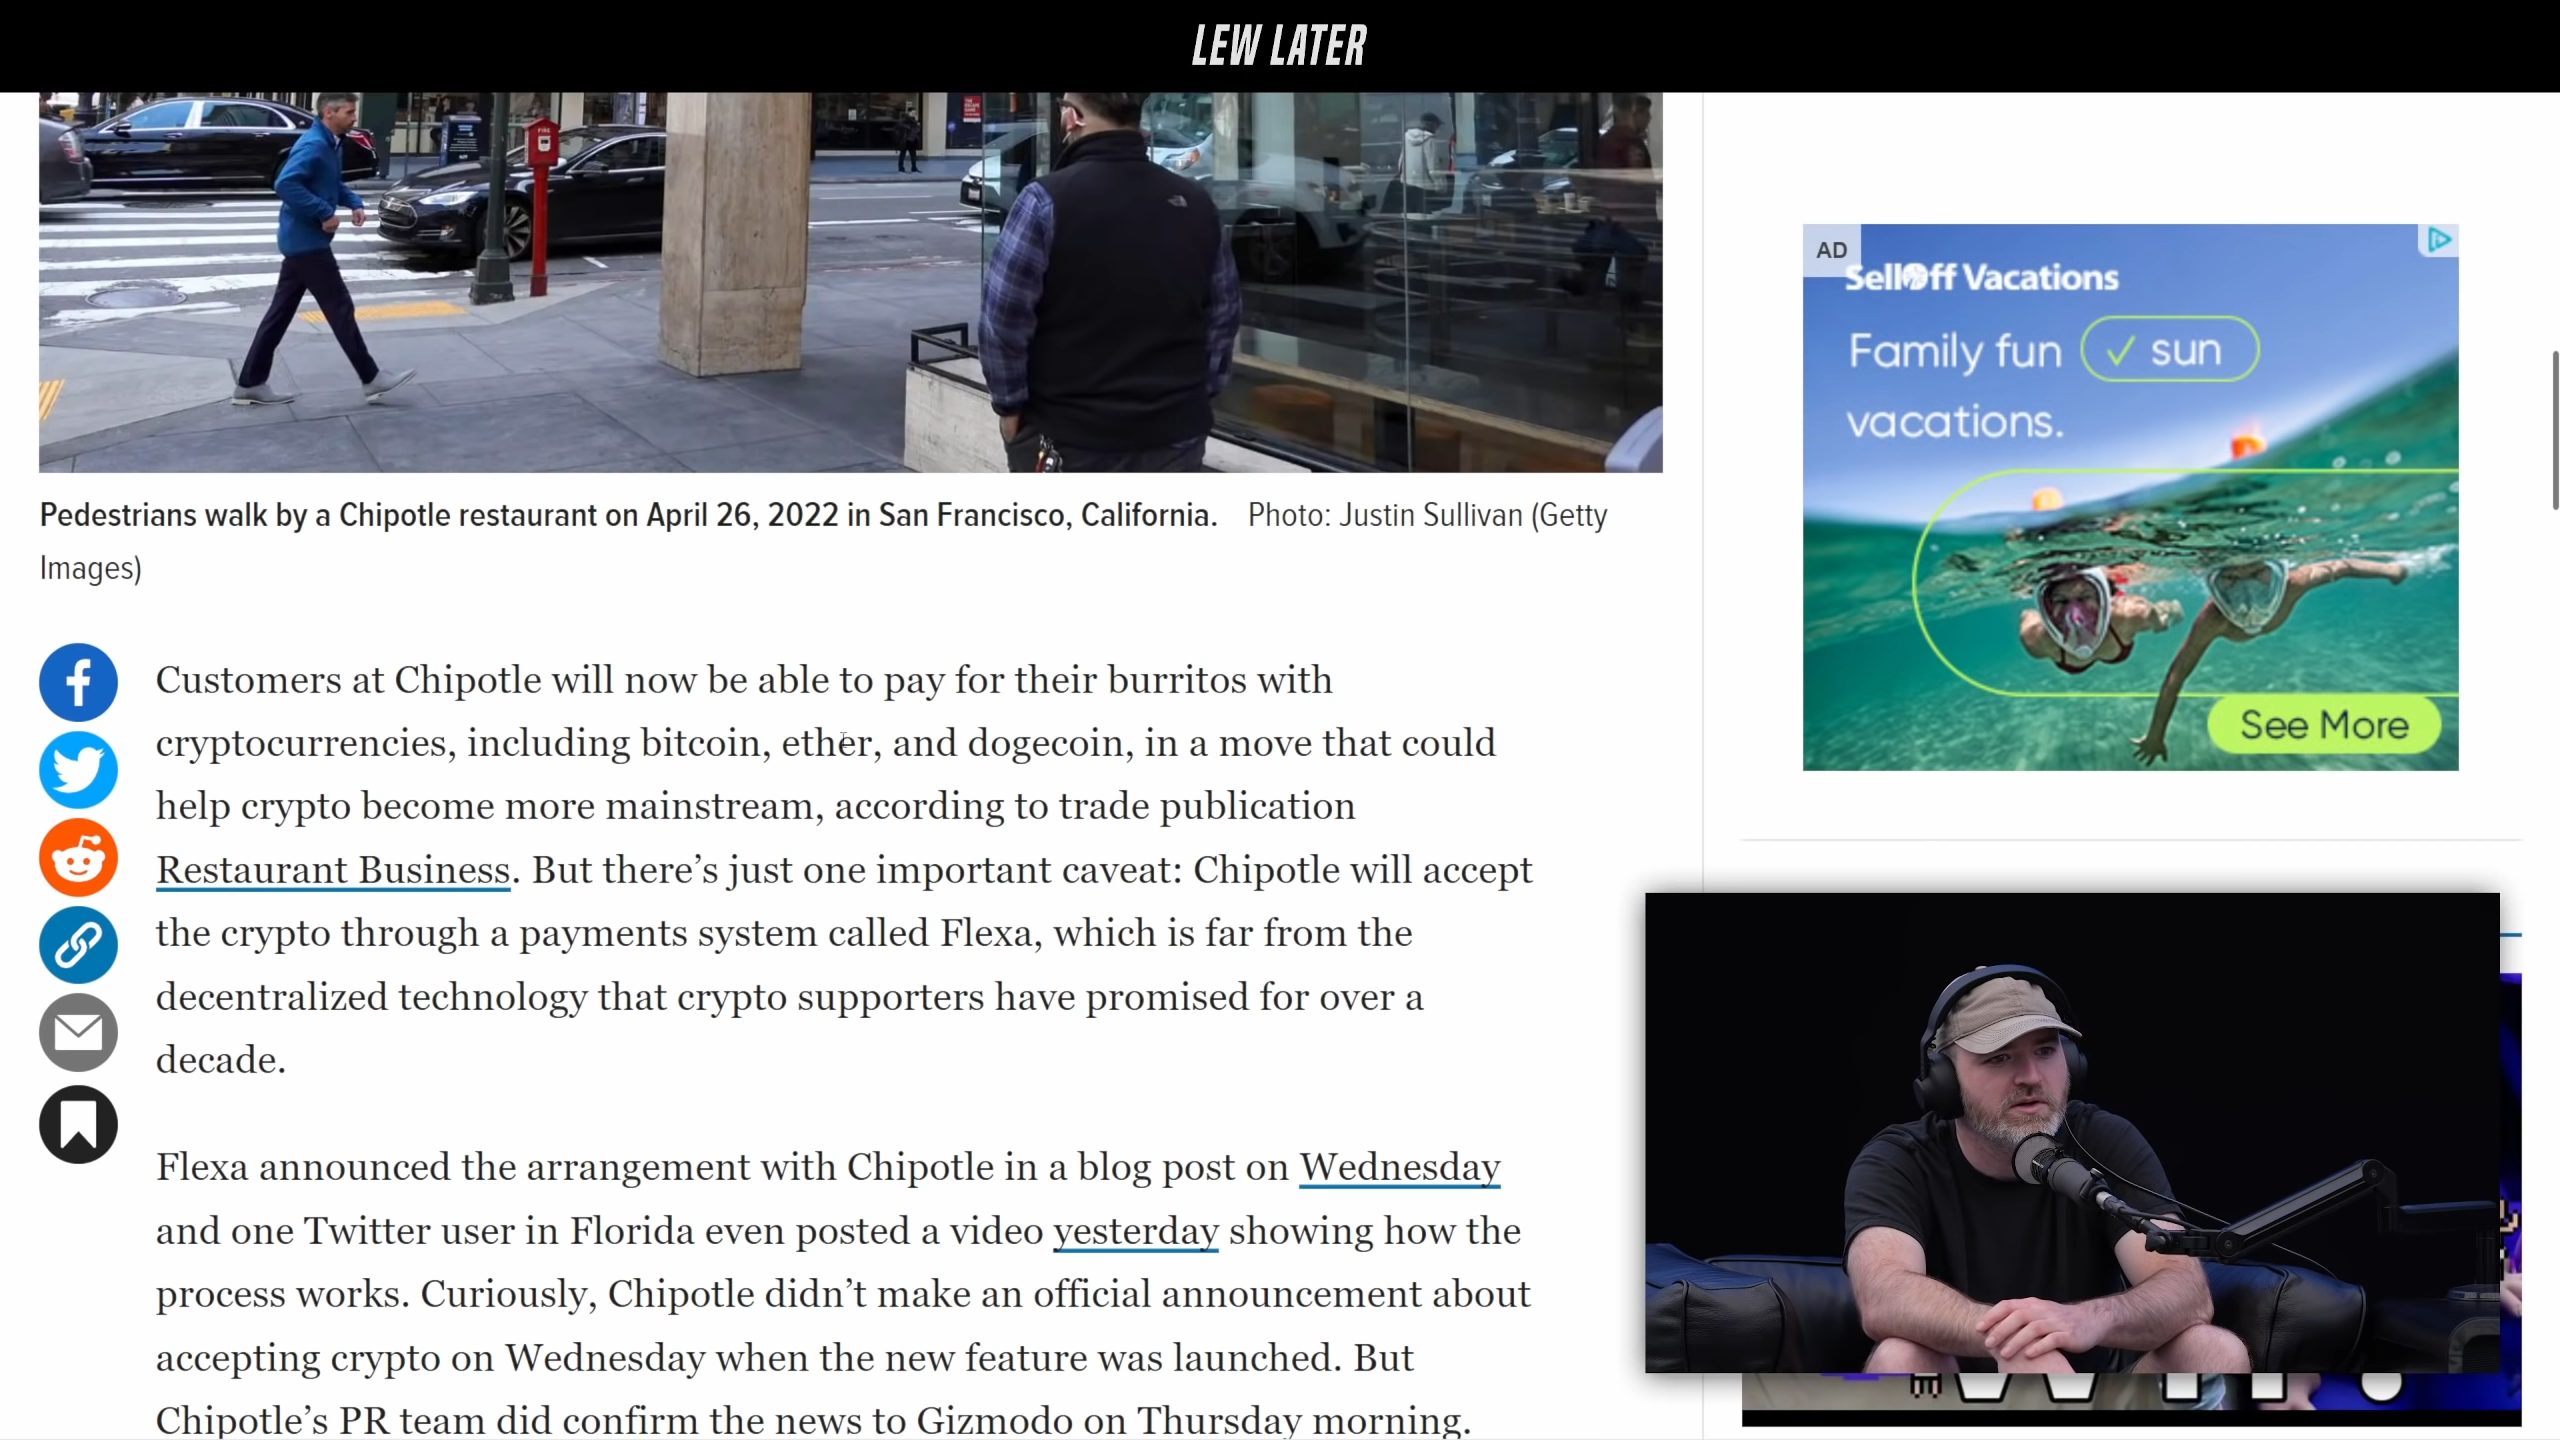 LEW LATER
FIRE
AD
SellOff Vacations
Family fun ✓ sun
vacations.
See More
Pedestrians walk by a Chipotle restaurant on April 26, 2022 in San Francisco, California. Photo: Justin Sullivan (Getty
Images)
Customers at Chipotle will now be able to pay for their burritos with
cryptocurrencies, including bitcoin, ether, and dogecoin, in a move that could
help crypto become more mainstream, according to trade publication
Restaurant Business. But there’s just one important caveat: Chipotle will accept
the crypto through a payments system called Flexa, which is far from the
decentralized technology that crypto supporters have promised for over a
decade.
Flexa announced the arrangement with Chipotle in a blog post on Wednesday
and one Twitter user in Florida even posted a video yesterday showing how the
process works. Curiously, Chipotle didn’t make an official announcement about
accepting crypto on Wednesday when the new feature was launched. But
Chipotle’s PR team did confirm the news to Gizmodo on Thursday morning.